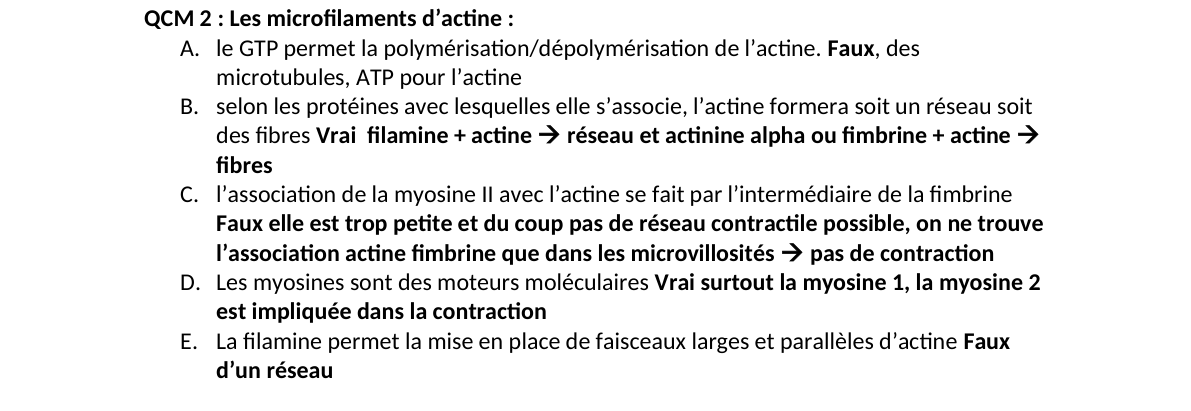 QCM 2 : Les microfilaments d’actine :
A. le GTP permet la polymérisation/dépolymérisation de l’actine. Faux, des
microtubules, ATP pour l’actine
B. selon les protéines avec lesquelles elle s’associe, l’actine formera soit un réseau soit
des fibres Vrai  filamine + actine → réseau et actinine alpha ou fimbrine + actine →
fibres
C. l’association de la myosine II avec l’actine se fait par l’intermédiaire de la fimbrine
Faux elle est trop petite et du coup pas de réseau contractile possible, on ne trouve
l’association actine fimbrine que dans les microvillosités → pas de contraction
D. Les myosines sont des moteurs moléculaires Vrai surtout la myosine 1, la myosine 2
est impliquée dans la contraction
E. La filamine permet la mise en place de faisceaux larges et parallèles d’actine Faux
d’un réseau